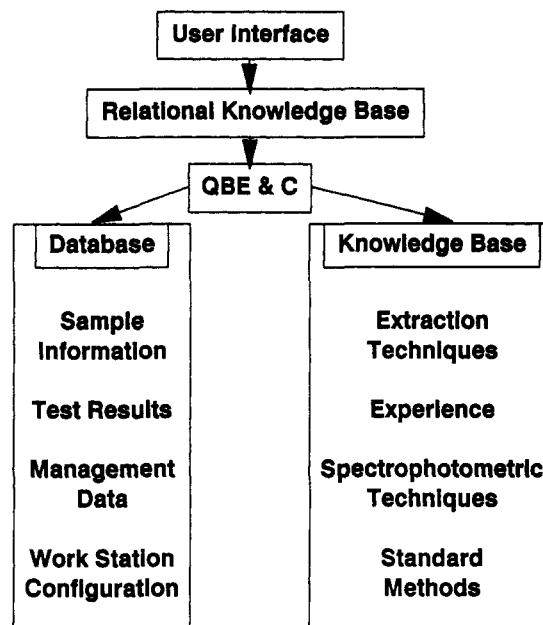 User Interface
Relational Knowledge Base
QBE & C
Database
Sample
Information
Test Results
Management
Data
Work Station
Configuration
Knowledge Base
Extraction
Techniques
Experience
Spectrophotometric
Techniques
Standard
Methods